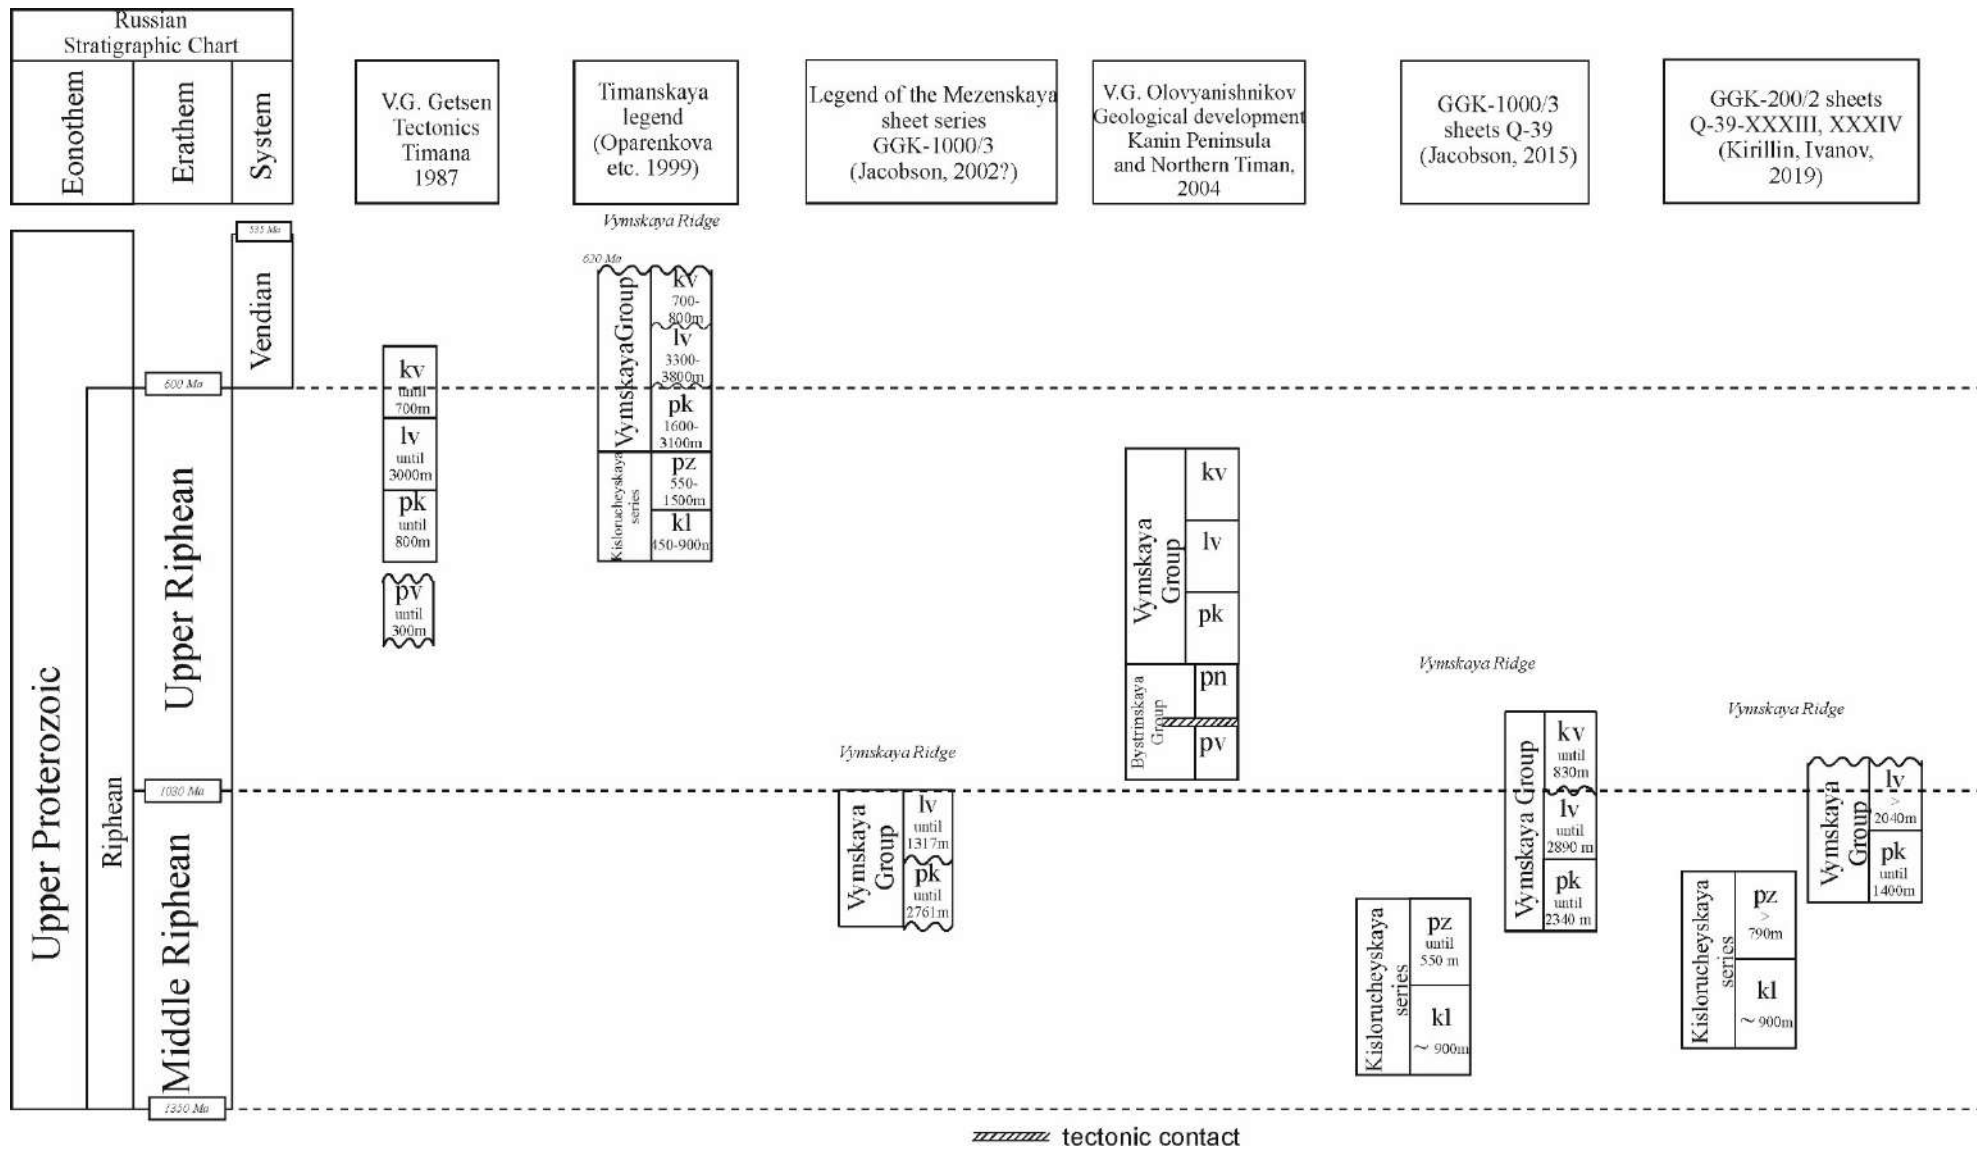 Russian
Stratigraphic Chart
Eonothem
Erathem
System
V.G. Getsen
Tectonics
Timana
1987
Timanskaya
legend
(Oparenkova
etc. 1999)
Legend of the Mezenskaya
sheet series
GGK-1000/3
(Jacobson, 2002?)
V.G. Olovyanishnikov
Geological development
Kanin Peninsula
and Northern Timan,
2004
GGK-1000/3
sheets Q-39
(Jacobson, 2015)
GGK-200/2 sheets
Q-39-XXXIII, XXXIV
(Kirillin, Ivanov,
2019)
Upper Proterozoic
Riphean
Upper Riphean
Middle Riphean
Vendian
535 Ma
600 Ma
1030 Ma
1350 Ma
kv
until
700m
lv
until
3000m
pk
until
800m
pv
until
300m
Vymskaya Ridge
620 Ma
VymskayaGroup
kv
700-
800m
lv
3300-
3800m
pk
1600-
3100m
Kislorucheyskaya
series
pz
550-
1500m
kl
450-900m
Vymskaya Ridge
Vymskaya
Group
lv
until
1317m
pk
until
2761m
Vymskaya
Group
kv
lv
pk
Bystrinskaya
Group
pn
pv
Vymskaya Ridge
Vymskaya Group
kv
until
830m
lv
until
2890 m
pk
until
2340 m
Kislorucheyskaya
series
pz
until
550 m
kl
~ 900m
Vymskaya Ridge
Vymskaya
Group
lv
>
2040m
pk
until
1400m
Kislorucheyskaya
series
pz
>
790m
kl
~ 900m
tectonic contact